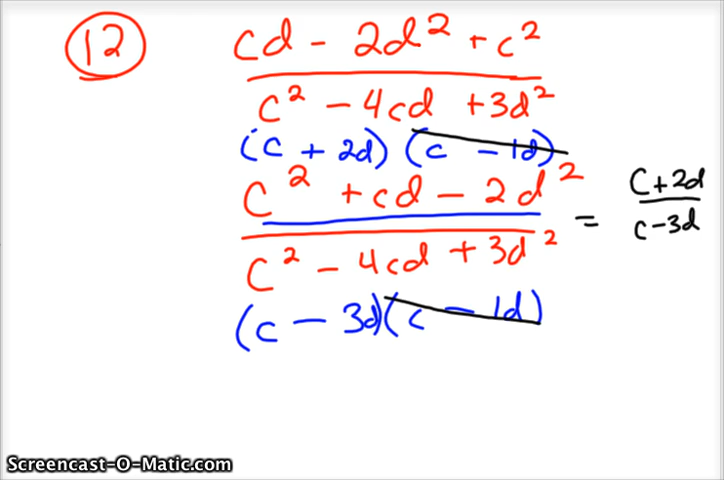 12
cd - 2d² + c²
c² - 4cd + 3d²
(c + 2d) (c - 1d)
c² + cd - 2d²
c² - 4cd + 3d²
(c - 3d)(c - 1d)
= c+2d
c-3d
Screencast-O-Matic.com